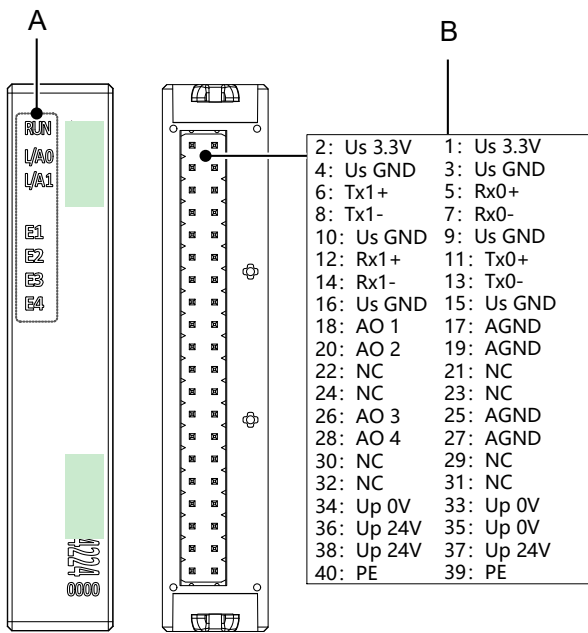 A
B
RUN
L/A0
L/A1
E1
E2
E3
E4
4224
0000
2: Us 3.3V 1: Us 3.3V
4: Us GND 3: Us GND
6: Tx1+ 5: Rx0+
8: Tx1- 7: Rx0-
10: Us GND 9: Us GND
12: Rx1+ 11: Tx0+
14: Rx1- 13: Tx0-
16: Us GND 15: Us GND
18: AO 1 17: AGND
20: AO 2 19: AGND
22: NC 21: NC
24: NC 23: NC
26: AO 3 25: AGND
28: AO 4 27: AGND
30: NC 29: NC
32: NC 31: NC
34: Up 0V 33: Up 0V
36: Up 24V 35: Up 0V
38: Up 24V 37: Up 24V
40: PE 39: PE